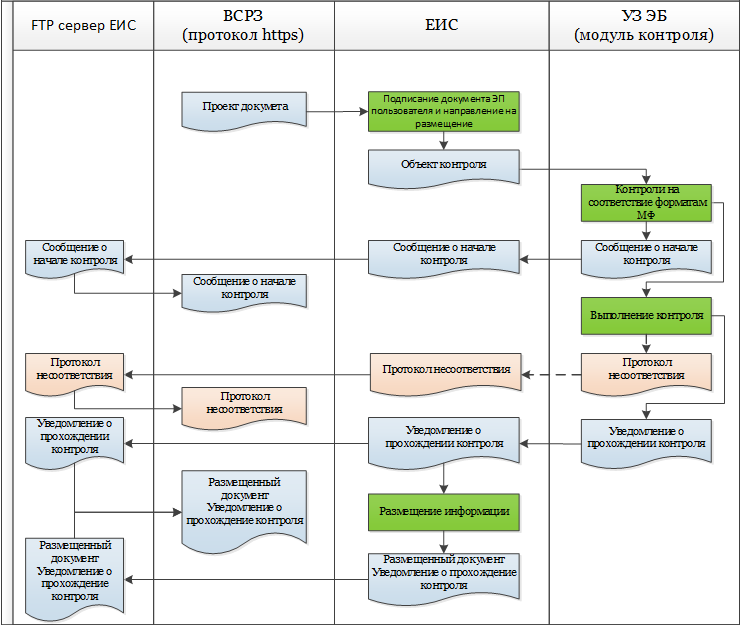 FTP сервер ЕИС
ВСРЗ
(протокол https)
ЕИС
УЗ ЭБ
(модуль контроля)
Проект докумета
Подписание документа ЭП
пользователя и направление на
размещение
Объект контроля
Контроли на
соответствие форматам
МФ
Сообщение о
начале контроля
Сообщение о начале
контроля
Сообщение о начале
контроля
Сообщение о начале
контроля
Выполнение контроля
Протокол
несоответствия
Протокол несоответствия
Протокол
несоответствия
Протокол
несоответствия
Уведомление о
прохождении
контроля
Уведомление о
прохождении контроля
Уведомление о
прохождении контроля
Размещенный
документ
Уведомление о
прохождение контроля
Размещение информации
Размещенный
документ
Уведомление о
прохождение
контроля
Размещенный документ
Уведомление о прохождение
контроля